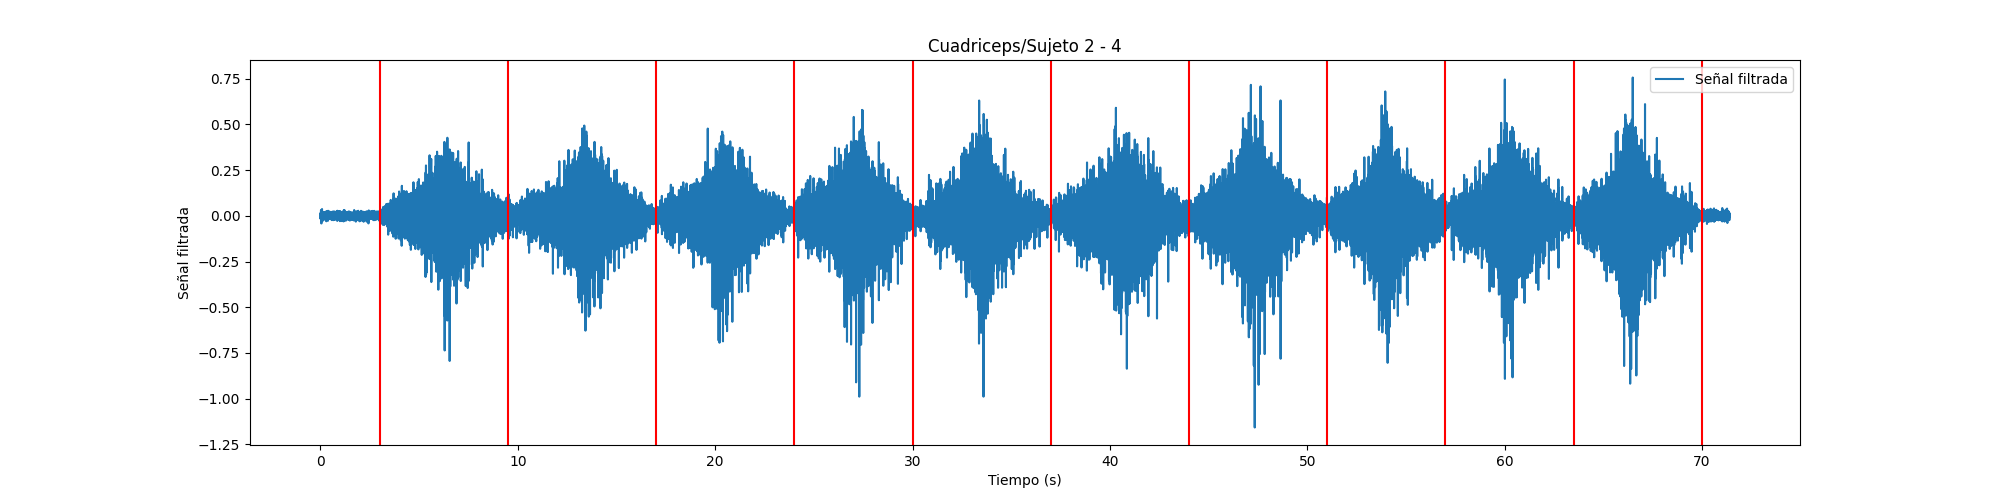 Cuadriceps/Sujeto 2 - 4
Señal filtrada
0.75
0.50
0.25
0.00
−0.25
−0.50
−0.75
−1.00
−1.25
Señal filtrada
0 10 20 30 40 50 60 70
Tiempo (s)